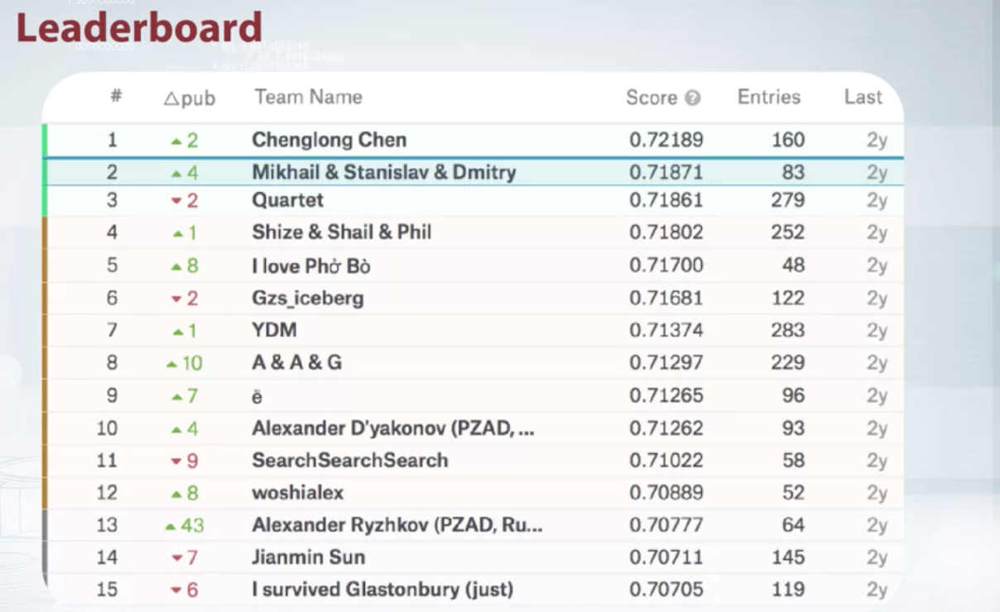 Leaderboard
# △pub Team Name Score ? Entries Last
1 ▲ 2 Chenglong Chen 0.72189 160 2y
2 ▲ 4 Mikhail & Stanislav & Dmitry 0.71871 83 2y
3 ▼ 2 Quartet 0.71861 279 2y
4 ▲ 1 Shize & Shail & Phil 0.71802 252 2y
5 ▲ 8 I love Phở Bò 0.71700 48 2y
6 ▼ 2 Gzs_iceberg 0.71681 122 2y
7 ▲ 1 YDM 0.71374 283 2y
8 ▲ 10 A & A & G 0.71297 229 2y
9 ▲ 7 ë 0.71265 96 2y
10 ▲ 4 Alexander D'yakonov (PZAD, ... 0.71262 93 2y
11 ▼ 9 SearchSearchSearch 0.71022 58 2y
12 ▲ 8 woshialex 0.70889 52 2y
13 ▲ 43 Alexander Ryzhkov (PZAD, Ru... 0.70777 64 2y
14 ▼ 7 Jianmin Sun 0.70711 145 2y
15 ▼ 6 I survived Glastonbury (just) 0.70705 119 2y